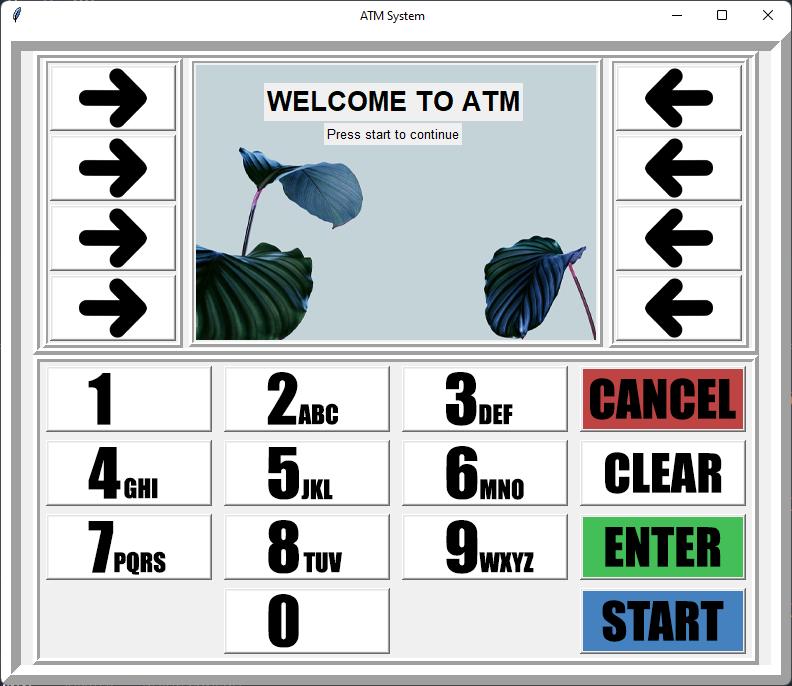 ATM System
WELCOME TO ATM
Press start to continue
1 2ABC 3DEF CANCEL
4GHI 5JKL 6MNO CLEAR
7PQRS 8TUV 9WXYZ ENTER
0 START